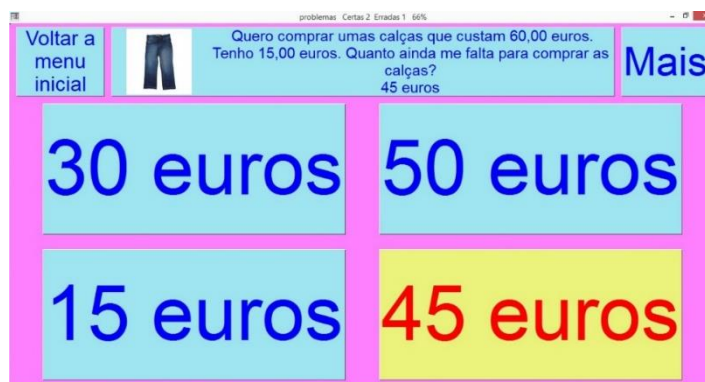 problemas Certas 2 Erradas 1 66%
Voltar a
menu
inicial
Quero comprar umas calças que custam 60,00 euros.
Tenho 15,00 euros. Quanto ainda me falta para comprar as
calças?
45 euros
Mais
30 euros
50 euros
15 euros
45 euros